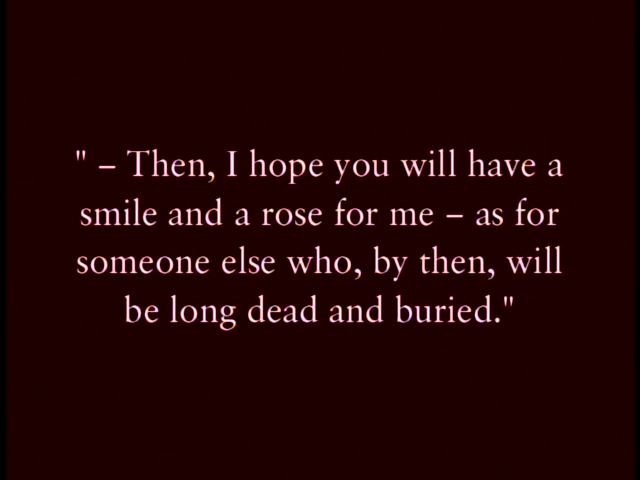 " – Then, I hope you will have a
smile and a rose for me – as for
someone else who, by then, will
be long dead and buried."